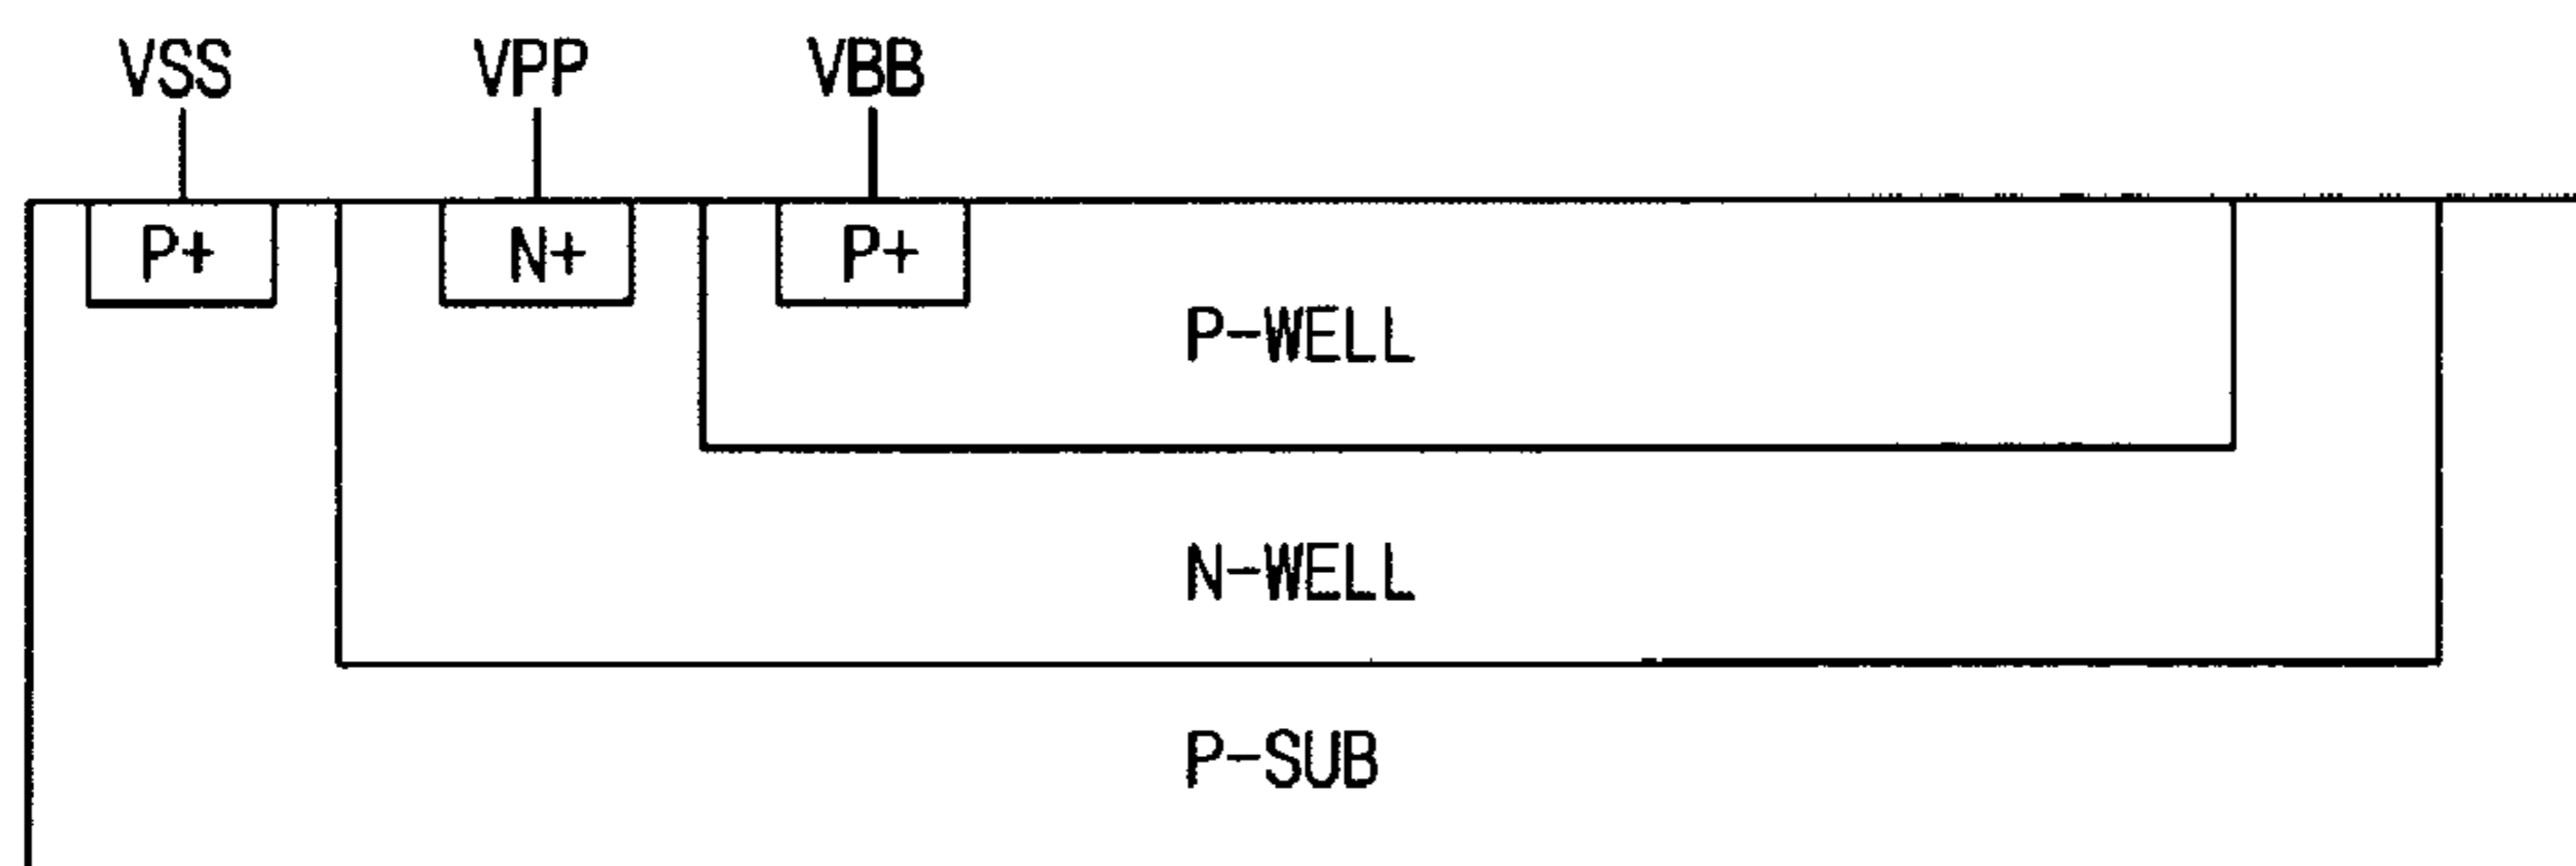 VSS VPP VBB
P+ N+ P+
P-WELL
N-WELL
P-SUB